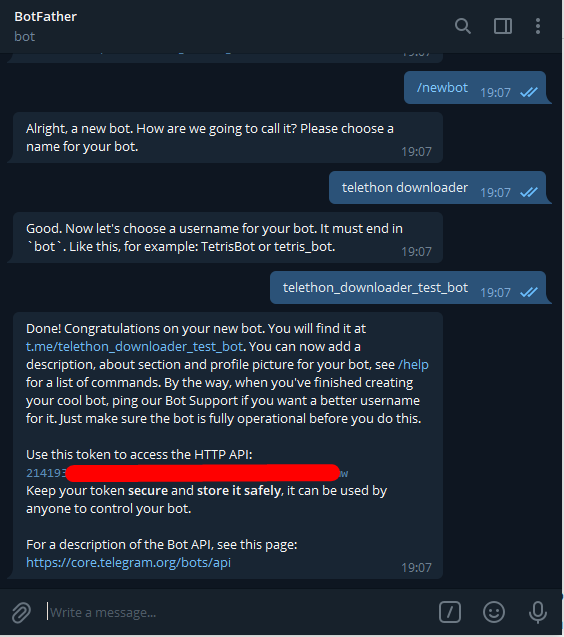 BotFather
bot
19:07
/newbot 19:07
Alright, a new bot. How are we going to call it? Please choose a
name for your bot.
19:07
telethon downloader 19:07
Good. Now let's choose a username for your bot. It must end in
`bot`. Like this, for example: TetrisBot or tetris_bot.
19:07
telethon_downloader_test_bot 19:07
Done! Congratulations on your new bot. You will find it at
t.me/telethon_downloader_test_bot. You can now add a
description, about section and profile picture for your bot, see /help
for a list of commands. By the way, when you've finished creating
your cool bot, ping our Bot Support if you want a better username
for it. Just make sure the bot is fully operational before you do this.
Use this token to access the HTTP API:
214193
w
Keep your token secure and store it safely, it can be used by
anyone to control your bot.
For a description of the Bot API, see this page:
https://core.telegram.org/bots/api
19:07
Write a message...